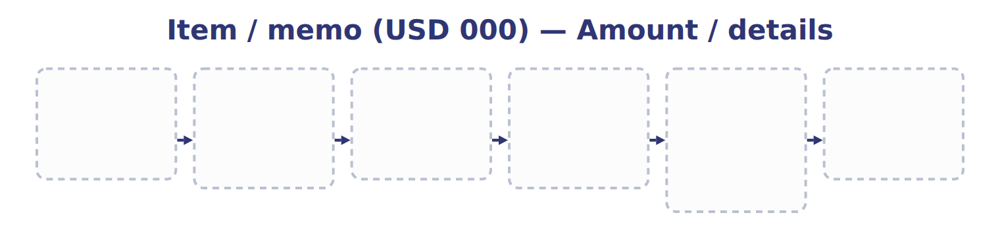 Item / memo (USD 000) — Amount / details